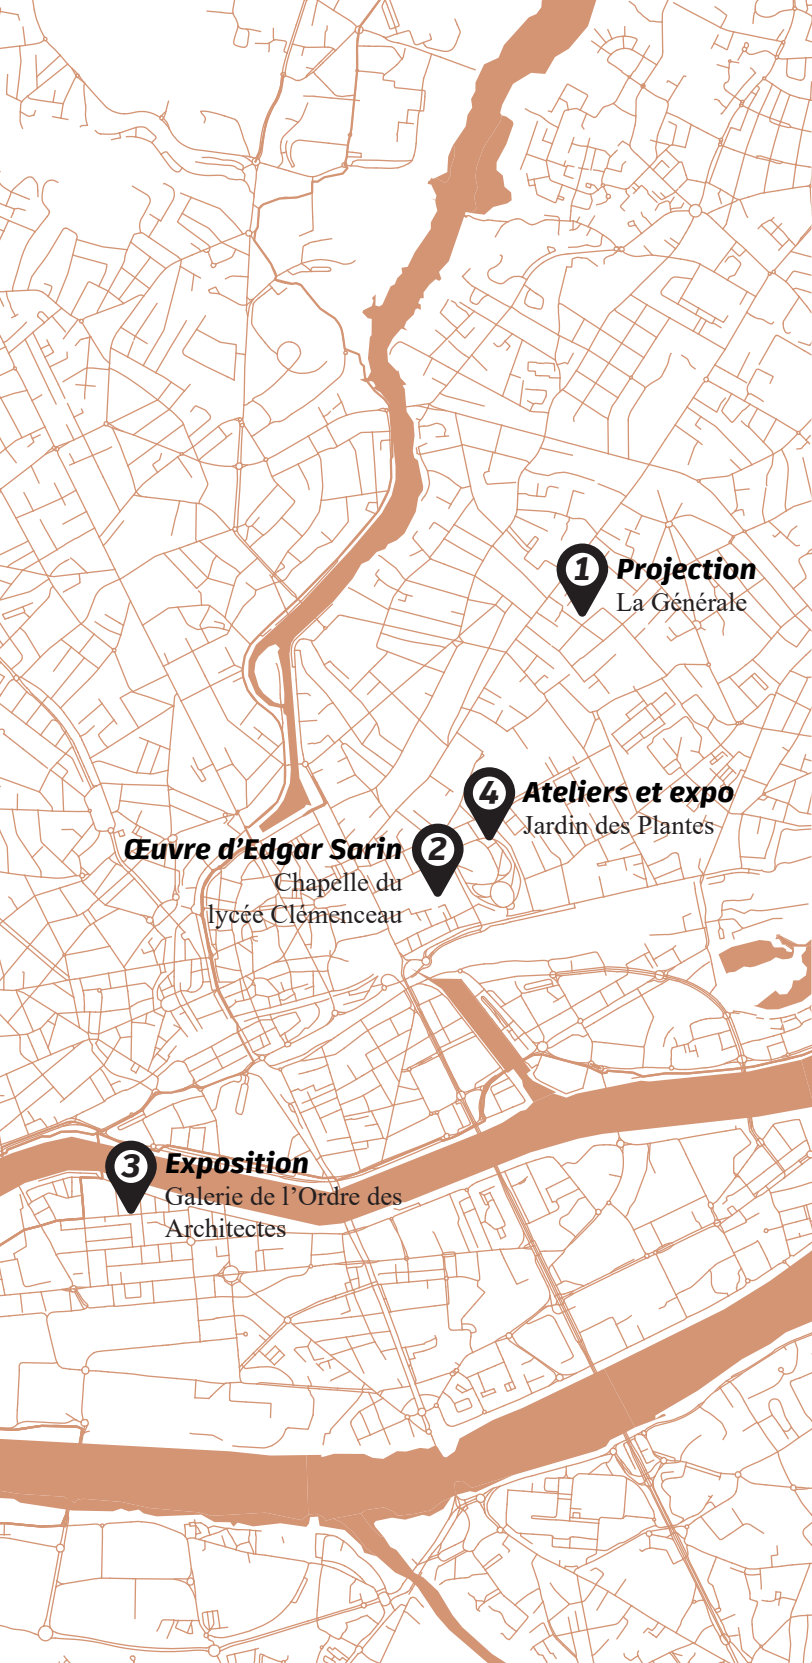 1
Projection
La Générale
4
Ateliers et expo
Jardin des Plantes
2
Œuvre d’Edgar Sarin
Chapelle du
lycée Clémenceau
3
Exposition
Galerie de l’Ordre des
Architectes